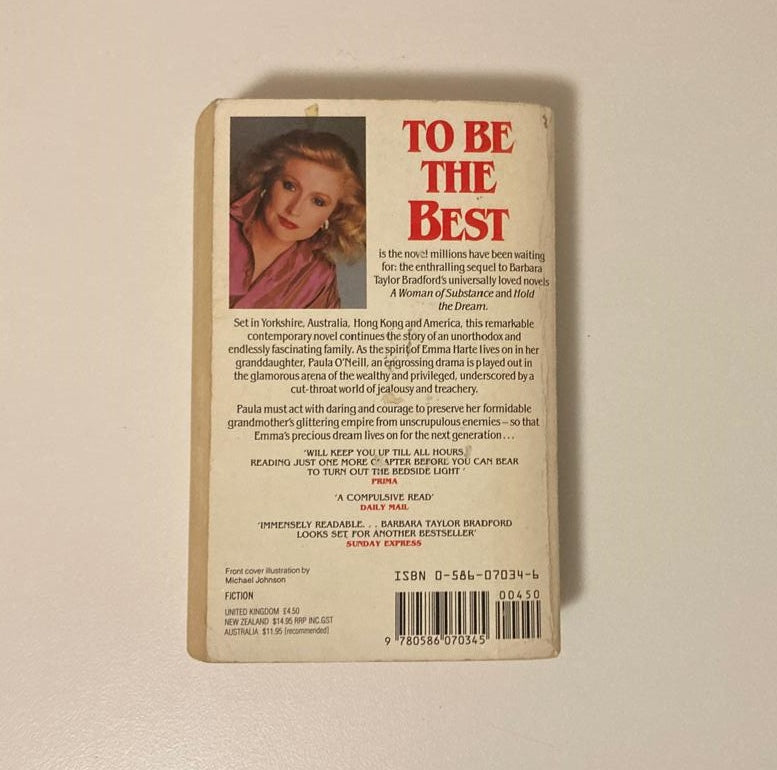 TO BE
THE
BEST
is the novel millions have been waiting
for: the enthralling sequel to Barbara
Taylor Bradford's universally loved novels
A Woman of Substance and Hold
the Dream.
Set in Yorkshire, Australia, Hong Kong and America, this remarkable
contemporary novel continues the story of an unorthodox and
endlessly fascinating family. As the spirit of Emma Harte lives on in her
granddaughter, Paula O'Neill, an engrossing drama is played out in
the glamorous arena of the wealthy and privileged, underscored by a
cut-throat world of jealousy and treachery.
Paula must act with daring and courage to preserve her formidable
grandmother's glittering empire from unscrupulous enemies – so that
Emma's precious dream lives on for the next generation...
'WILL KEEP YOU UP TILL ALL HOURS,
READING JUST ONE MORE CHAPTER BEFORE YOU CAN BEAR
TO TURN OUT THE BEDSIDE LIGHT'
PRIMA
'A COMPULSIVE READ'
DAILY MAIL
'IMMENSELY READABLE... BARBARA TAYLOR BRADFORD
LOOKS SET FOR ANOTHER BESTSELLER'
SUNDAY EXPRESS
Front cover illustration by
Michael Johnson
FICTION
UNITED KINGDOM £4.50
NEW ZEALAND $14.95 RRP INC.GST
AUSTRALIA $11.95 (recommended)
ISBN 0-586-07034-6
00450
9 780586 070345